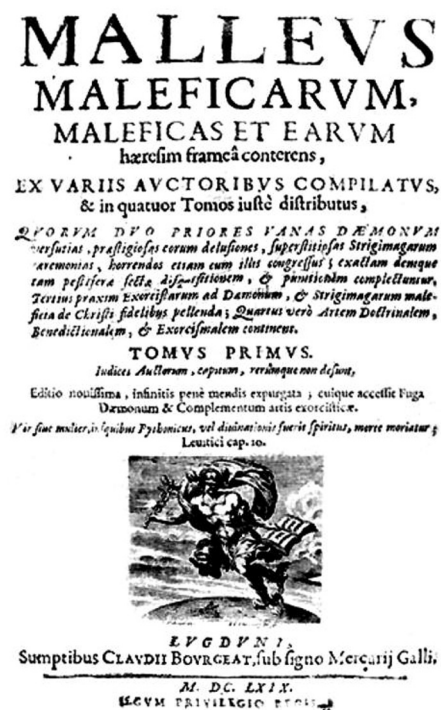 MALLEVS
MALEFICARVM,
MALEFICAS ET EARVM
hæresim frameâ conterens,
EX VARIIS AVCTORIBVS COMPILATVS,
& in quatuor Tomos iustè distributus,
QVORVM DVO PRIORES VANAS DÆMONVM
versutias, præstigiosas eorum delusiones, superstitiosas Strigimagarum
cæremonias, horrendos etiam cum illis congressus; exactam denique
tam pestiferæ sectæ disquisitionem, & punitionem complectuntur.
Tertius praxim Exorcistarum ad Dæmonum, & Strigimagarum male-
ficia de Christi fidelibus pellenda; Quartus verò Artem Doctrinalem,
Benedictionalem, & Exorcismalem continent.
TOMVS PRIMVS.
Indices Auctorum, capitum, rerúmque non desunt,
Editio nouissima, infinitis penè mendis expurgata; cuique accessit Fuga
Dæmonum & Complementum artis exorcisticæ.
Vir siue mulier, in quibus Pythonicus, vel diuinationis fuerit spiritus, morte moriatur;
Leuitici cap. 10.
LVGDVNI,
Sumptibus CLAVDII BOVRGEAT, sub signo Mercurij Galli.
M. DC. LXIX.
CVM PRIVILEGIO REGIS